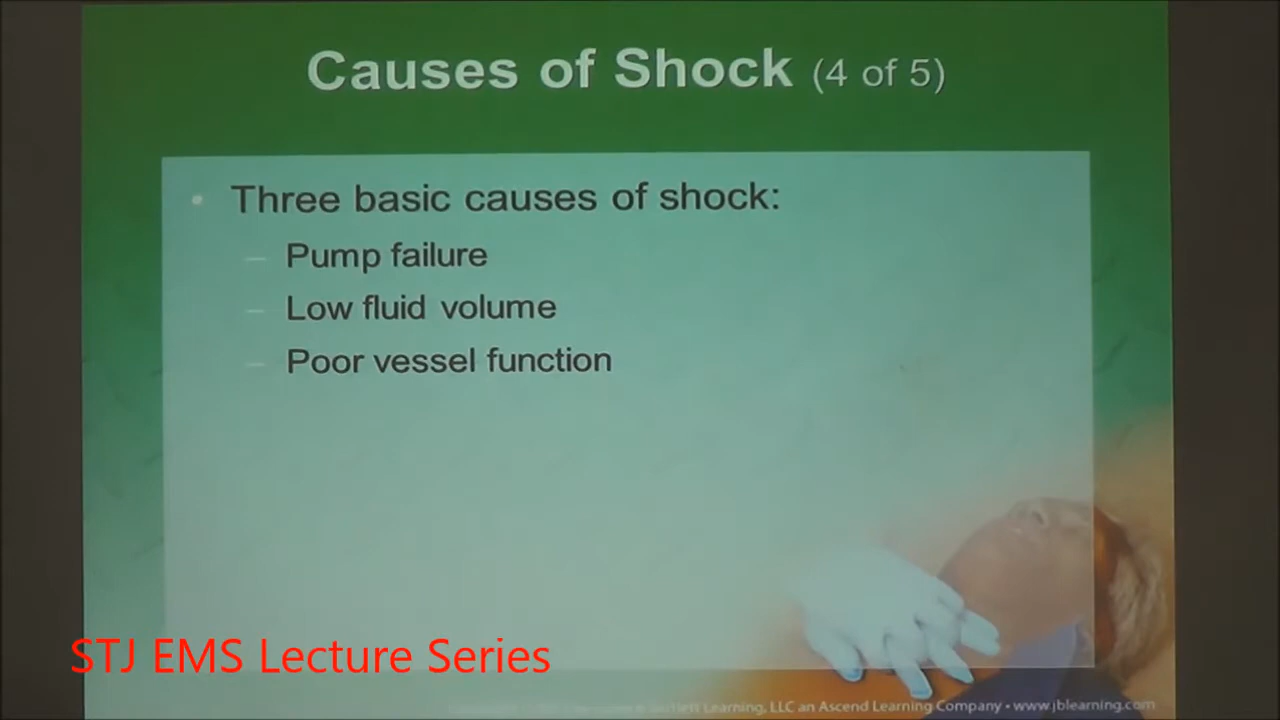 Causes of Shock (4 of 5)
• Three basic causes of shock:
– Pump failure
– Low fluid volume
– Poor vessel function
STJ EMS Lecture Series
Learning, LLC an Ascend Learning Company • www.jblearning.com